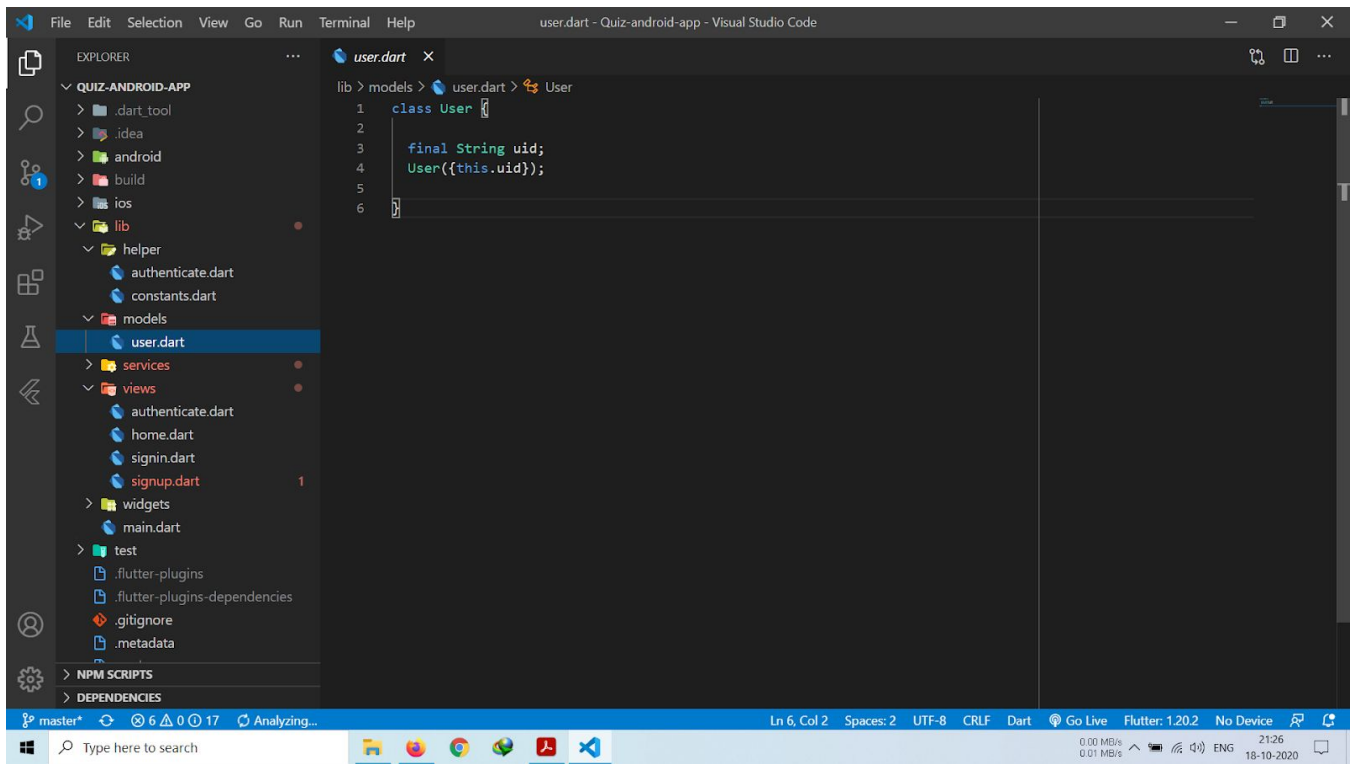 File Edit Selection View Go Run Terminal Help user.dart - Quiz-android-app - Visual Studio Code
EXPLORER
QUIZ-ANDROID-APP
.dart_tool
.idea
android
build
ios
lib
helper
authenticate.dart
constants.dart
models
user.dart
services
views
authenticate.dart
home.dart
signin.dart
signup.dart 1
widgets
main.dart
test
.flutter-plugins
.flutter-plugins-dependencies
.gitignore
.metadata
NPM SCRIPTS
DEPENDENCIES
1
user.dart
lib > models > user.dart > User
1 class User {
2
3 final String uid;
4 User({this.uid});
5
6 }
master* 6 0 17 Analyzing... Ln 6, Col 2 Spaces: 2 UTF-8 CRLF Dart Go Live Flutter: 1.20.2 No Device
Type here to search
0.00 MB/s
0.01 MB/s
ENG
21:26
18-10-2020